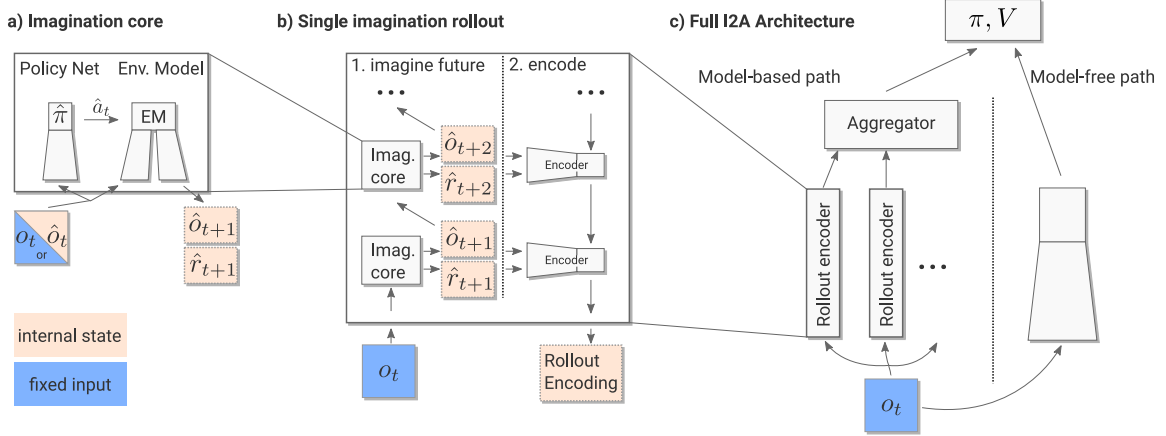 a) Imagination core
Policy Net
Env. Model
π̂
â_t
EM
o_t
or
ô_t
ô_{t+1}
r̂_{t+1}
internal state
fixed input
b) Single imagination rollout
1. imagine future
2. encode
...
...
Imag.
core
ô_{t+2}
r̂_{t+2}
Encoder
Imag.
core
ô_{t+1}
r̂_{t+1}
Encoder
o_t
Rollout
Encoding
c) Full I2A Architecture
π, V
Model-based path
Model-free path
Aggregator
Rollout encoder
Rollout encoder
...
o_t